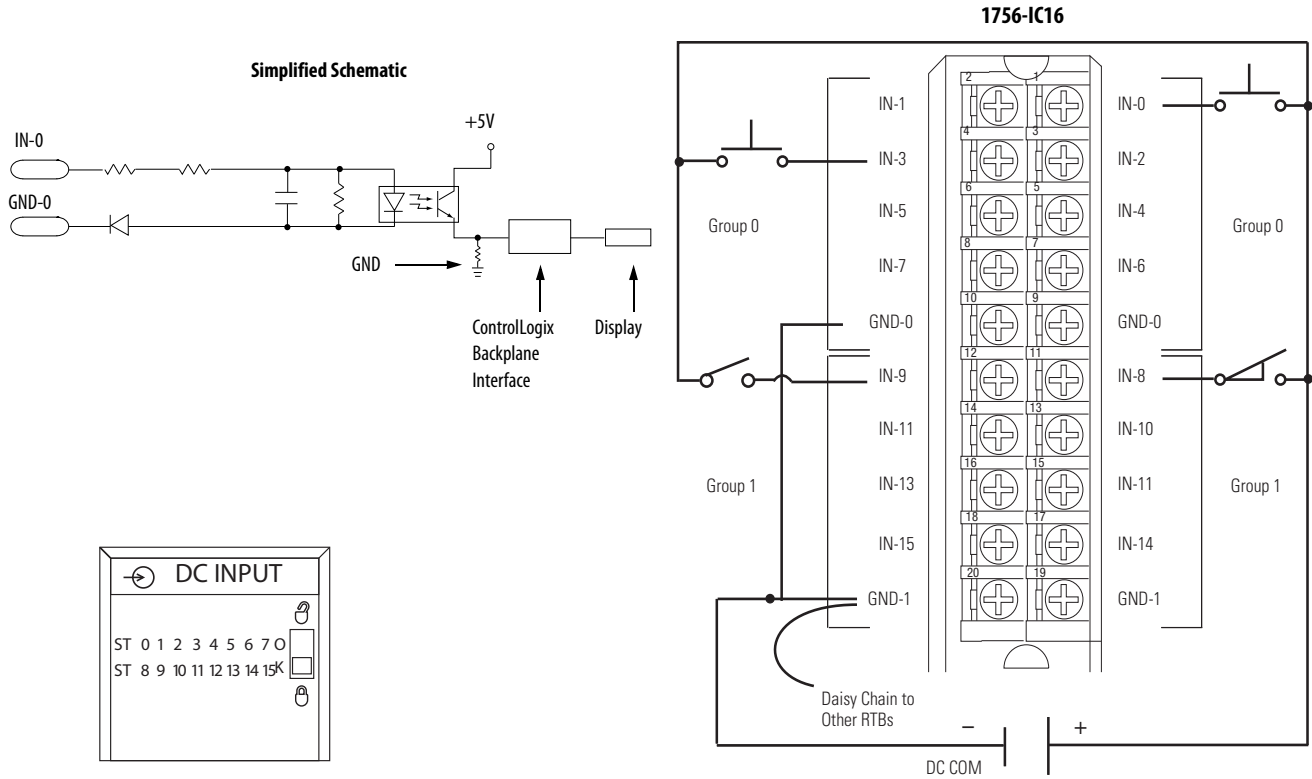 1756-IC16
Simplified Schematic
IN-0
GND-0
+5V
GND
ControlLogix
Backplane
Interface
Display
DC INPUT
ST 0 1 2 3 4 5 6 7 O
ST 8 9 10 11 12 13 14 15 K
IN-1
2
1
IN-0
IN-3
4
3
IN-2
IN-5
6
5
IN-4
Group 0
Group 0
IN-7
8
7
IN-6
GND-0
10
9
GND-0
IN-9
12
11
IN-8
IN-11
14
13
IN-10
IN-13
16
15
IN-11
Group 1
Group 1
IN-15
18
17
IN-14
GND-1
20
19
GND-1
Daisy Chain to
Other RTBs
– +
DC COM